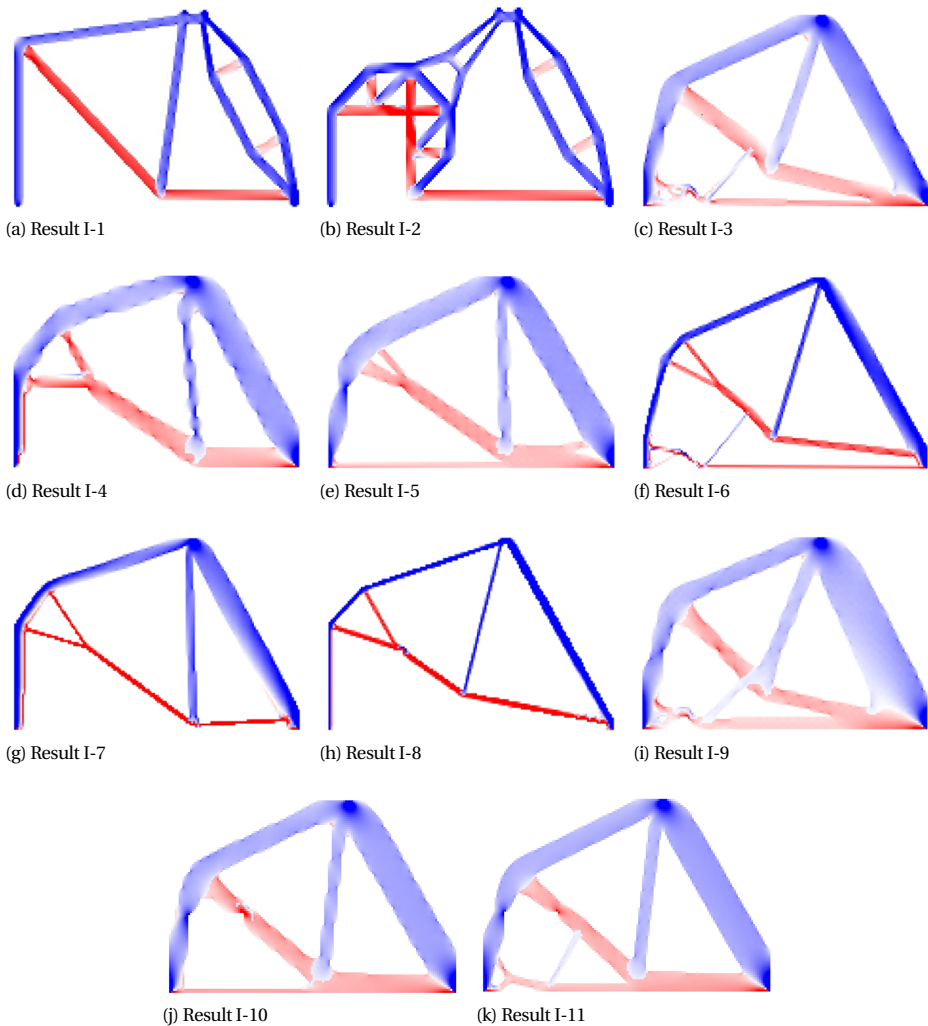 (a) Result I-1
(b) Result I-2
(c) Result I-3
(d) Result I-4
(e) Result I-5
(f) Result I-6
(g) Result I-7
(h) Result I-8
(i) Result I-9
(j) Result I-10
(k) Result I-11